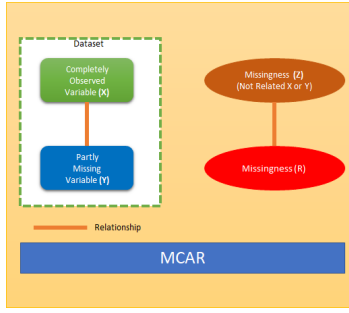 Dataset
Completely
Observed
Variable (X)
Missingness (Z)
(Not Related X or Y)
Partly
Missing
Variable (Y)
Missingness (R)
Relationship
MCAR